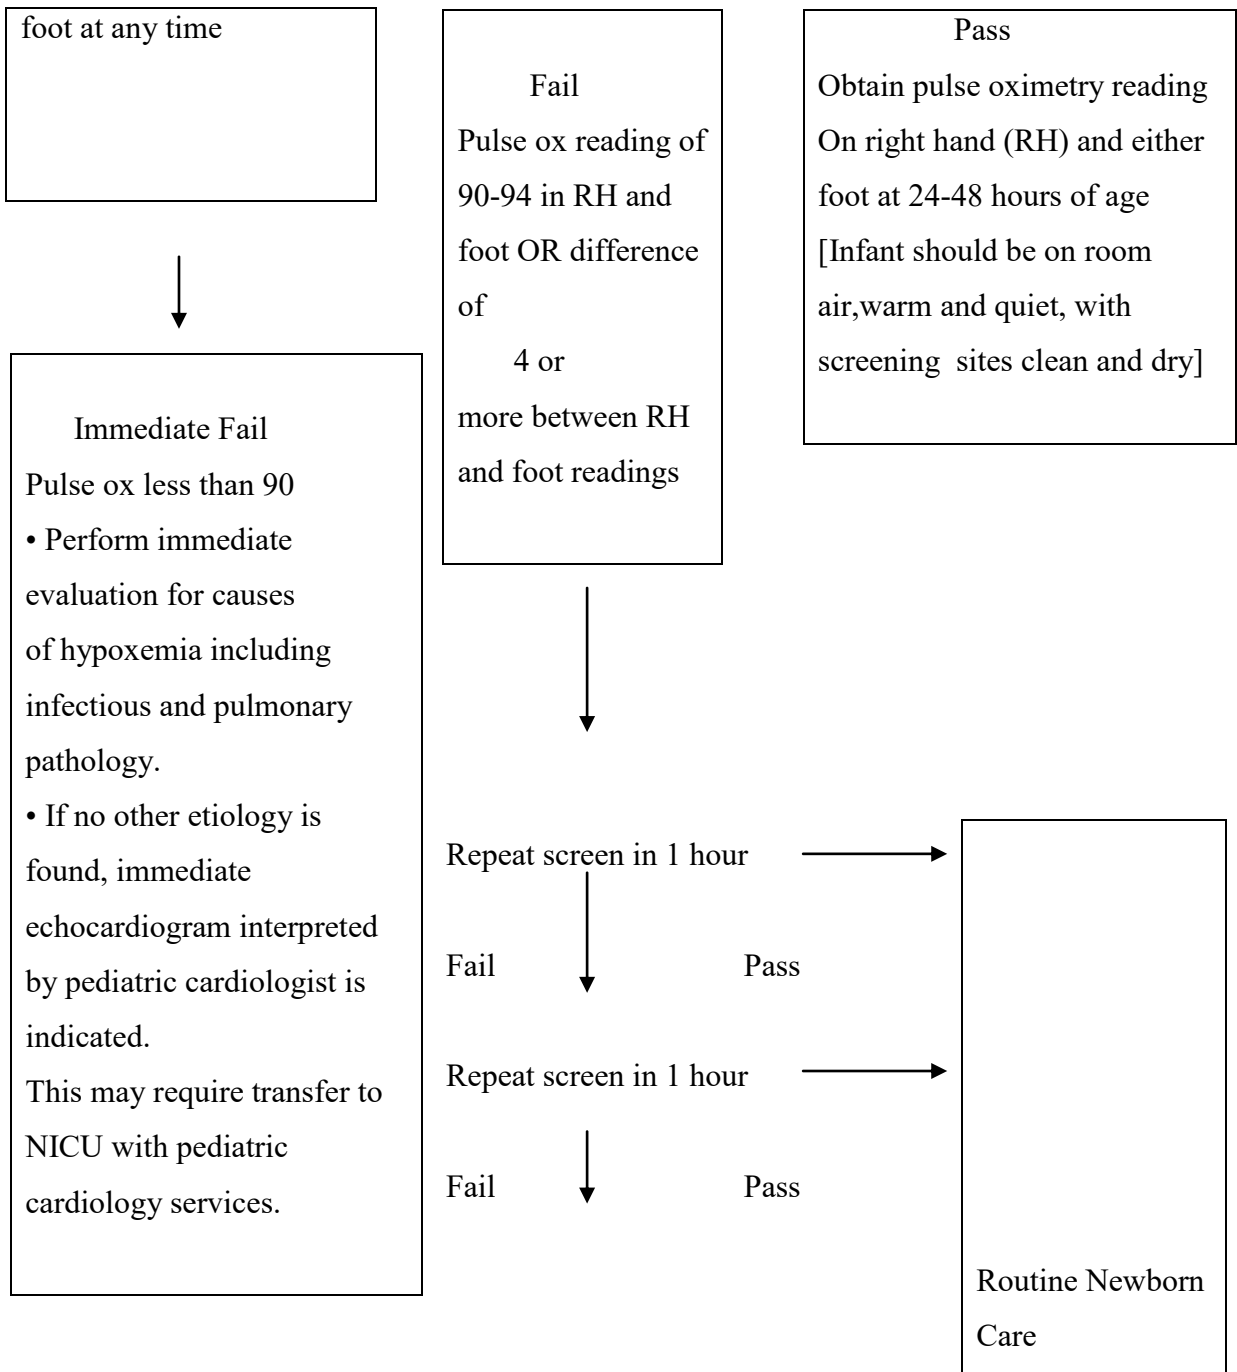 foot at any time
Immediate Fail
Pulse ox less than 90
• Perform immediate
evaluation for causes
of hypoxemia including
infectious and pulmonary
pathology.
• If no other etiology is
found, immediate
echocardiogram interpreted
by pediatric cardiologist is
indicated.
This may require transfer to
NICU with pediatric
cardiology services.
Fail
Pulse ox reading of
90-94 in RH and
foot OR difference
of
4 or
more between RH
and foot readings
Pass
Obtain pulse oximetry reading
On right hand (RH) and either
foot at 24-48 hours of age
[Infant should be on room
air,warm and quiet, with
screening sites clean and dry]
Repeat screen in 1 hour
Fail Pass
Repeat screen in 1 hour
Fail Pass
Routine Newborn
Care